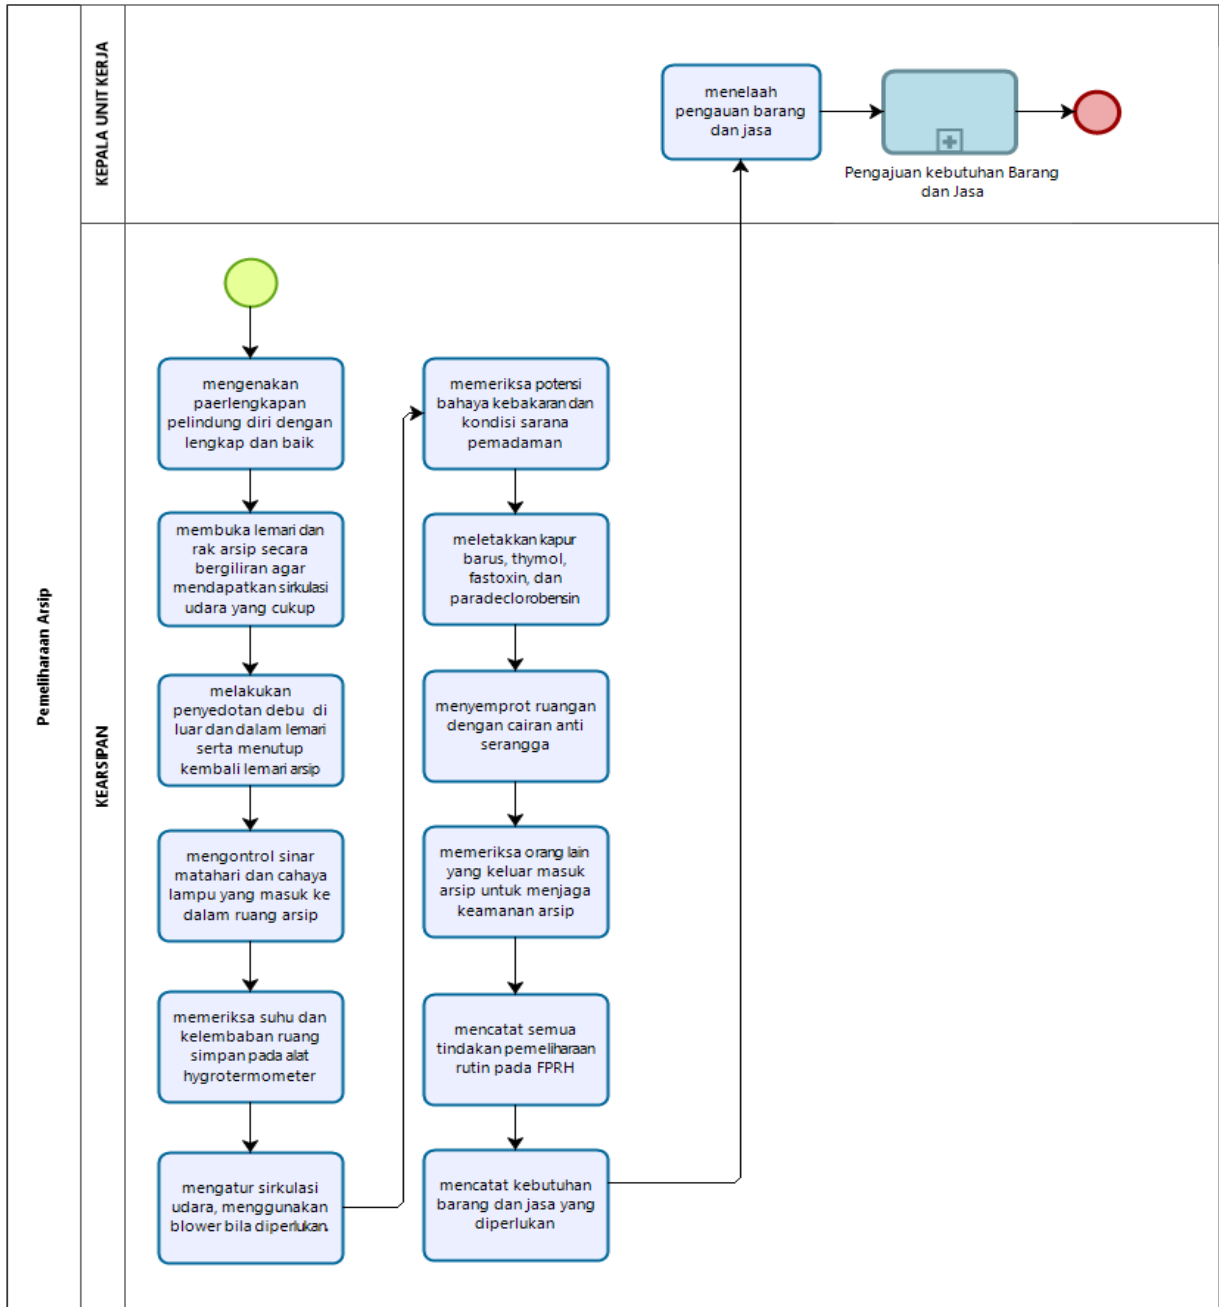 Pemeliharaan Arsip
KEPALA UNIT KERJA
menelaah
pengauan barang
dan jasa
Pengajuan kebutuhan Barang
dan Jasa
KEARSIPAN
mengenakan
paerlengkapan
pelindung diri dengan
lengkap dan baik
membuka lemari dan
rak arsip secara
bergiliran agar
mendapatkan sirkulasi
udara yang cukup
melakukan
penyedotan debu di
luar dan dalam lemari
serta menutup
kembali lemari arsip
mengontrol sinar
matahari dan cahaya
lampu yang masuk ke
dalam ruang arsip
memeriksa suhu dan
kelembaban ruang
simpan pada alat
hygrotermometer
mengatur sirkulasi
udara, menggunakan
blower bila diperlukan.
memeriksa potensi
bahaya kebakaran dan
kondisi sarana
pemadaman
meletakkan kapur
barus, thymol,
fastoxin, dan
paradeclorobensin
menyemprot ruangan
dengan cairan anti
serangga
memeriksa orang lain
yang keluar masuk
arsip untuk menjaga
keamanan arsip
mencatat semua
tindakan pemeliharaan
rutin pada FPRH
mencatat kebutuhan
barang dan jasa yang
diperlukan